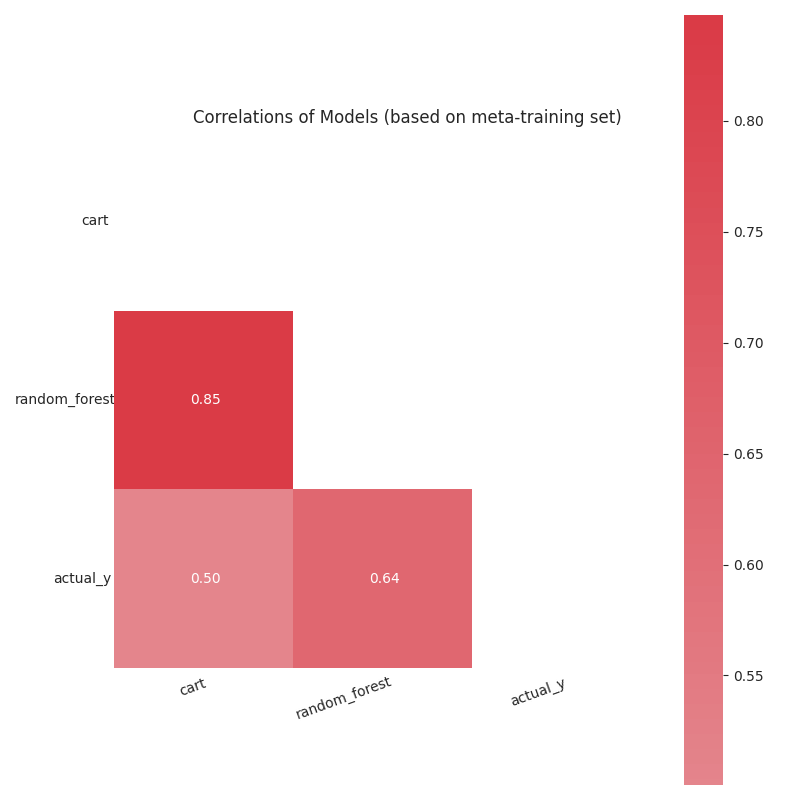 Correlations of Models (based on meta-training set)
cart
random_forest
actual_y
0.85
0.50
0.64
cart
random_forest
actual_y
0.80
0.75
0.70
0.65
0.60
0.55